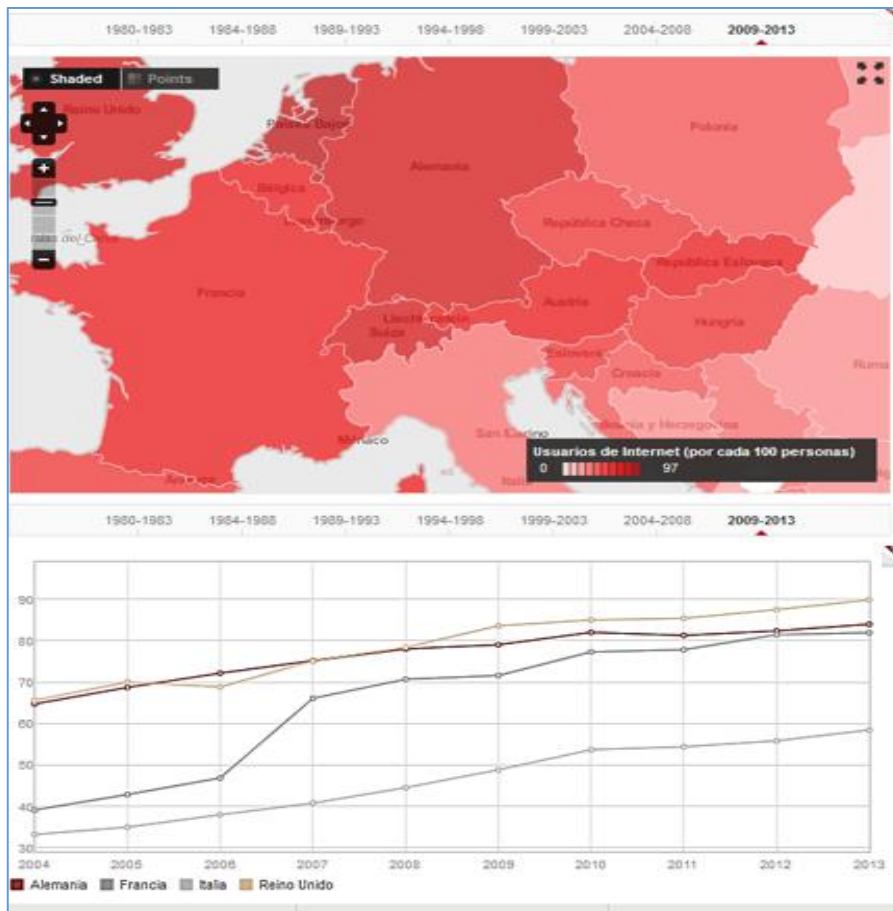 1980-1983 1984-1988 1989-1993 1994-1998 1999-2003 2004-2008 2009-2013
Shaded Points
Reino Unido
Países Bajos
Polonia
Alemania
Bélgica
República Checa
Francia
República Eslovaca
Austria
Liechtenstein
Suiza
Hungría
Croacia
Mónaco
San Marino
Usuarios de Internet (por cada 100 personas)
0 97
1980-1983 1984-1988 1989-1993 1994-1998 1999-2003 2004-2008 2009-2013
90
80
70
60
50
40
30
2004 2005 2006 2007 2008 2009 2010 2011 2012 2013
Alemania Francia Italia Reino Unido